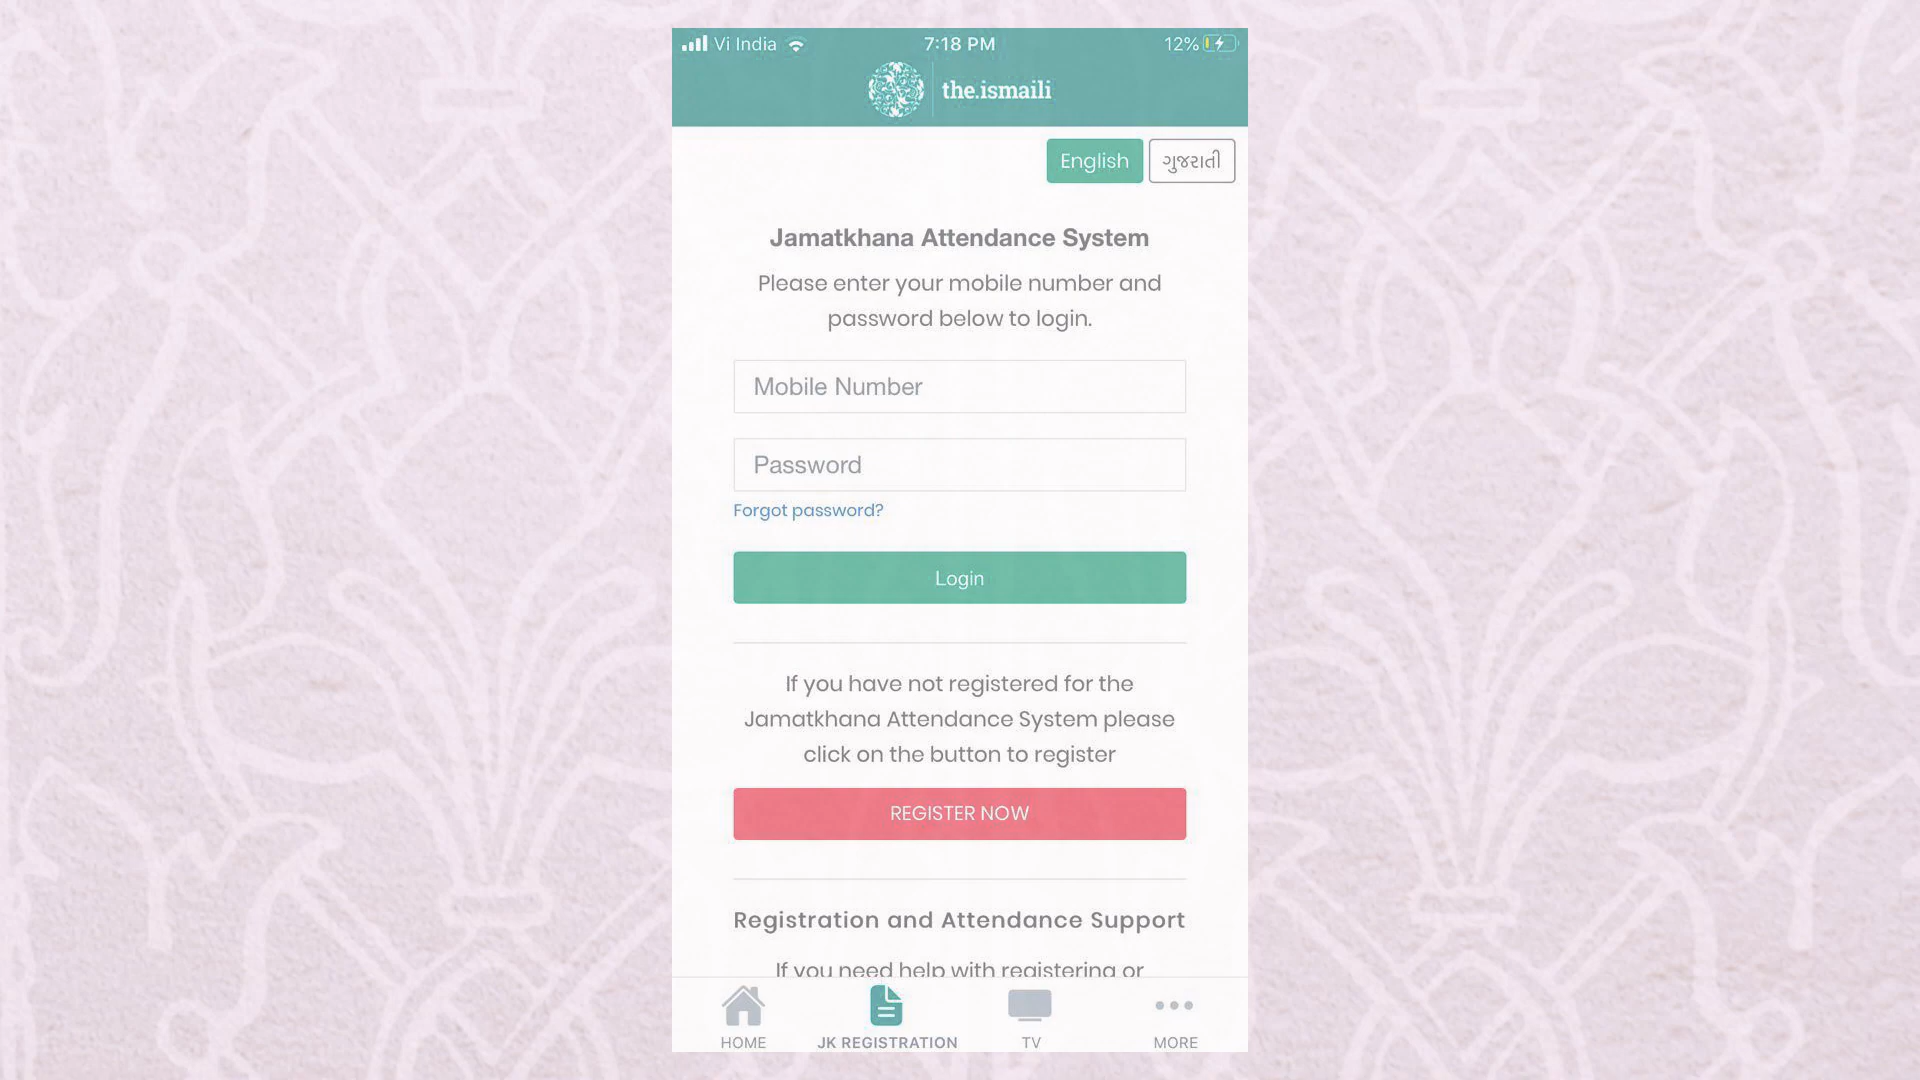 Vi India
7:18 PM
12%
the.ismaili
English
ગુજરાતી
Jamatkhana Attendance System
Please enter your mobile number and
password below to login.
Mobile Number
Password
Forgot password?
Login
If you have not registered for the
Jamatkhana Attendance System please
click on the button to register
REGISTER NOW
Registration and Attendance Support
If you need help with registering or
HOME
JK REGISTRATION
TV
MORE